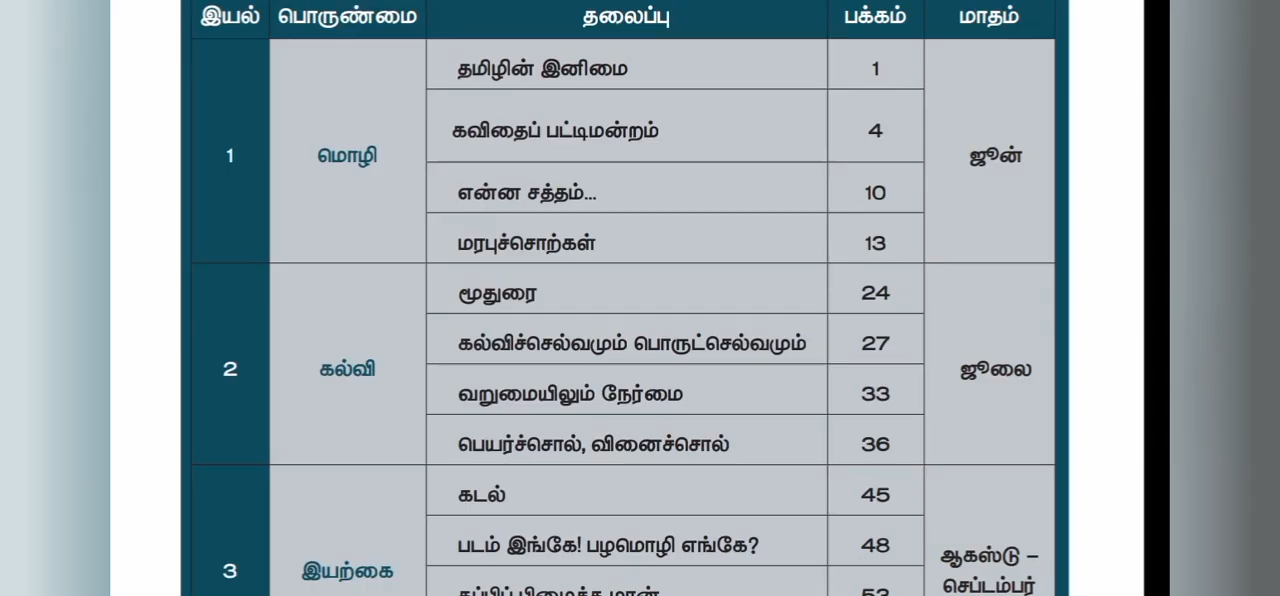 இயல் பொருண்மை தலைப்பு பக்கம் மாதம்
தமிழின் இனிமை 1
கவிதைப் பட்டிமன்றம் 4
1 மொழி ஜூன்
என்ன சத்தம்... 10
மரபுச்சொற்கள் 13
மூதுரை 24
கல்விச்செல்வமும் பொருட்செல்வமும் 27
2 கல்வி ஜூலை
வறுமையிலும் நேர்மை 33
பெயர்ச்சொல், வினைச்சொல் 36
கடல் 45
படம் இங்கே! பழமொழி எங்கே? 48
ஆகஸ்டு –
3 இயற்கை செப்டம்பர்